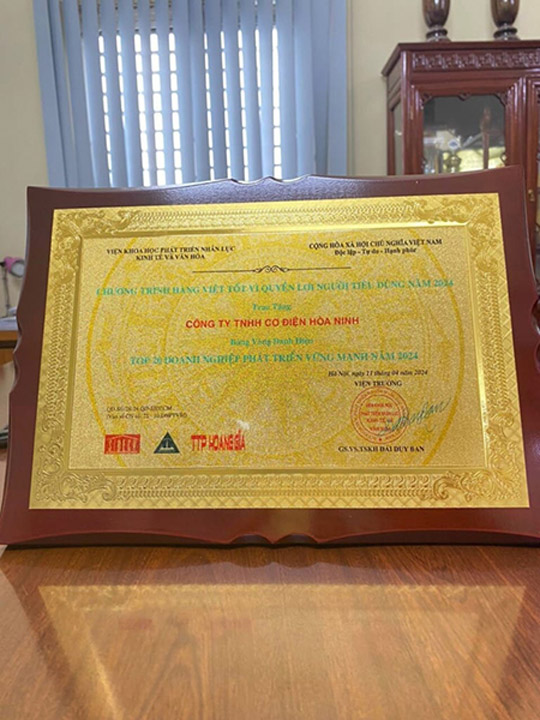 VIỆN KHOA HỌC PHÁT TRIỂN NHÂN LỰC
KINH TẾ VÀ VĂN HÓA
CỘNG HÒA XÃ HỘI CHỦ NGHĨA VIỆT NAM
Độc lập - Tự do - Hạnh phúc
CHƯƠNG TRÌNH HÀNG VIỆT TỐT VÌ QUYỀN LỢI NGƯỜI TIÊU DÙNG NĂM 2024
Trao Tặng
CÔNG TY TNHH CƠ ĐIỆN HÒA NINH
Bảng Vàng Danh Hiệu
TOP 20 DOANH NGHIỆP PHÁT TRIỂN VỮNG MẠNH NĂM 2024
Hà Nội, ngày 13 tháng 04 năm 2024
VIỆN TRƯỞNG
TTP HOANG GIA
GS.VS.TSKH ĐÁI DUY BAN